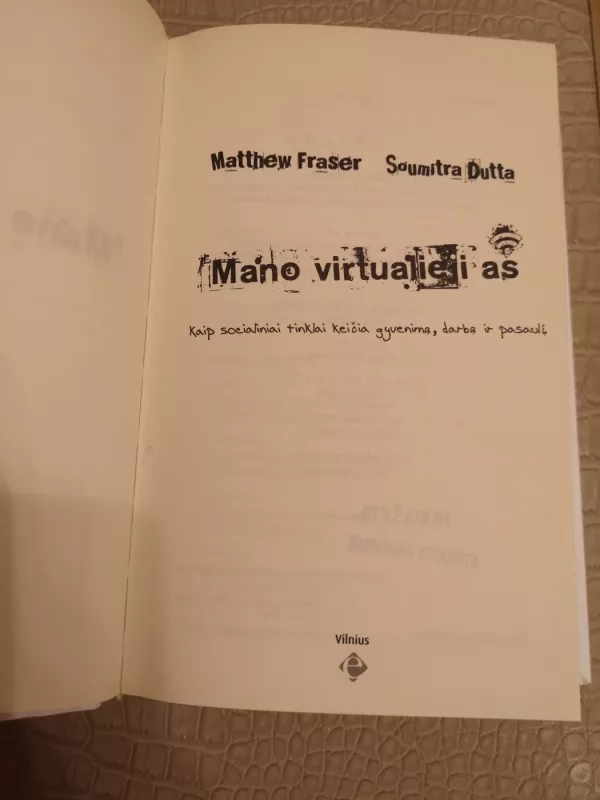 Matthew Fraser Soumitra Dutta
Mano virtualieji aš
Kaip socialiniai tinklai keičia gyvenimą, darbą ir pasaulį
Vilnius
e